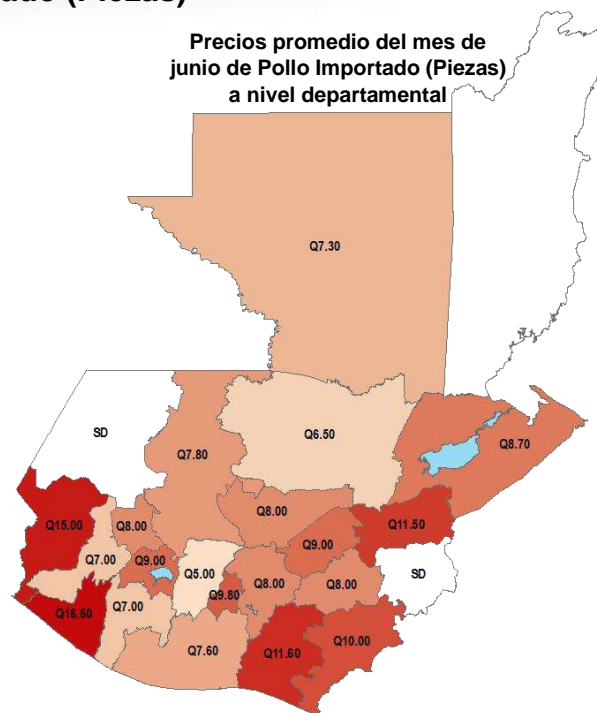 Precios promedio del mes de
junio de Pollo Importado (Piezas)
a nivel departamental
Q7.30
SD
Q7.80
Q6.50
Q8.70
Q15.00
Q8.00
Q8.00
Q11.50
Q7.00
Q9.00
Q5.00
Q9.00
SD
Q9.80
Q8.00
Q8.00
Q16.60
Q7.00
Q7.60
Q11.60
Q10.00